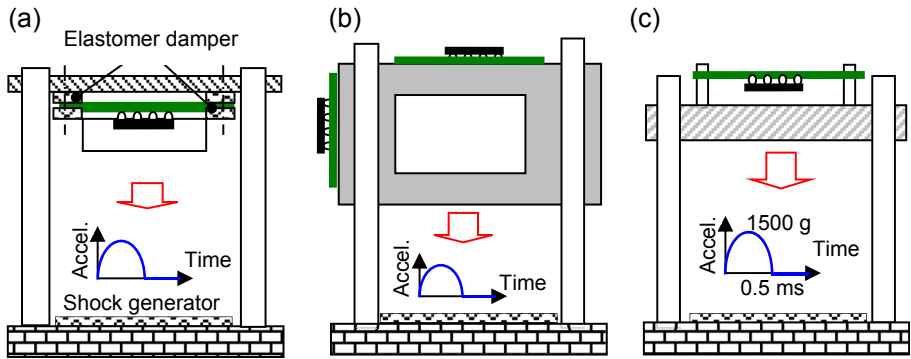 (a)
Elastomer damper
Accel.
Time
Shock generator
(b)
Accel.
Time
(c)
Accel.
1500 g
Time
0.5 ms